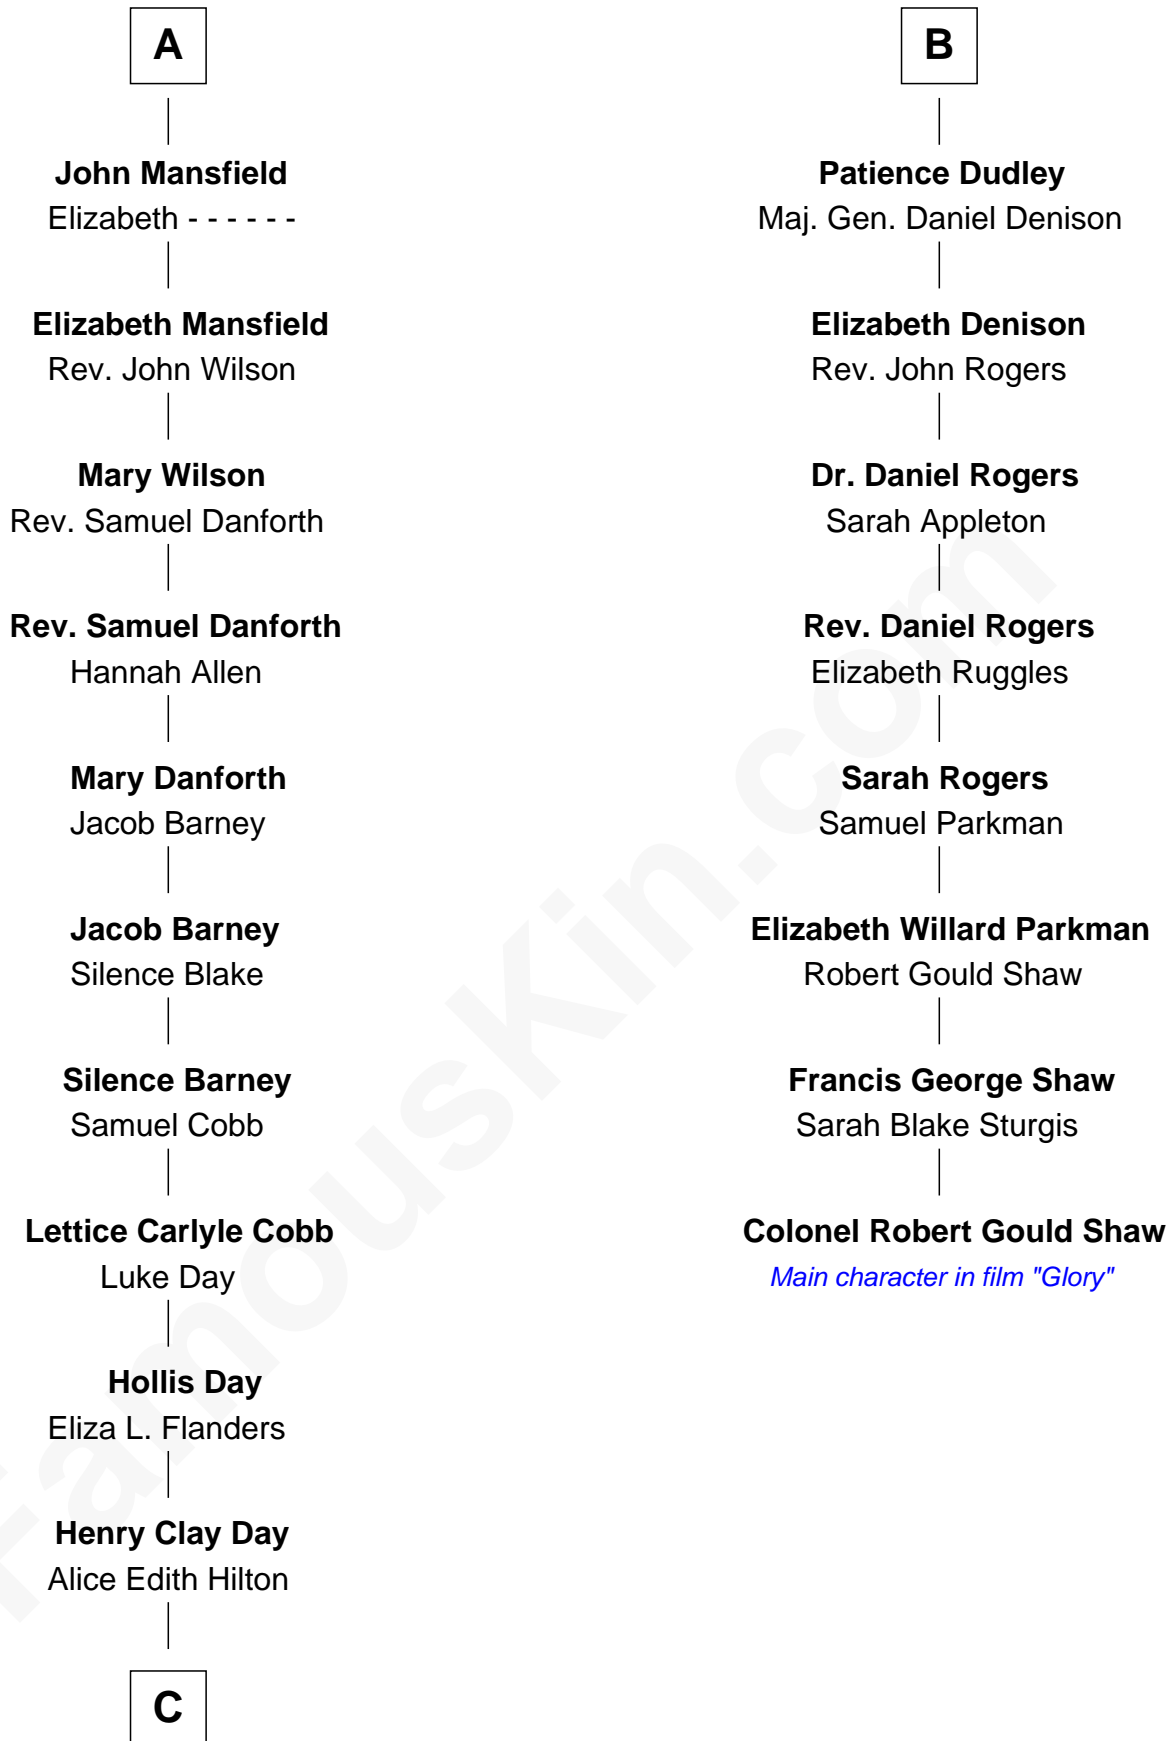 A
John Mansfield
Elizabeth - - - - - -
Elizabeth Mansfield
Rev. John Wilson
Mary Wilson
Rev. Samuel Danforth
Rev. Samuel Danforth
Hannah Allen
Mary Danforth
Jacob Barney
Jacob Barney
Silence Blake
Silence Barney
Samuel Cobb
Lettice Carlyle Cobb
Luke Day
Hollis Day
Eliza L. Flanders
Henry Clay Day
Alice Edith Hilton
C
B
Patience Dudley
Maj. Gen. Daniel Denison
Elizabeth Denison
Rev. John Rogers
Dr. Daniel Rogers
Sarah Appleton
Rev. Daniel Rogers
Elizabeth Ruggles
Sarah Rogers
Samuel Parkman
Elizabeth Willard Parkman
Robert Gould Shaw
Francis George Shaw
Sarah Blake Sturgis
Colonel Robert Gould Shaw
Main character in film "Glory"
FamousKin.com